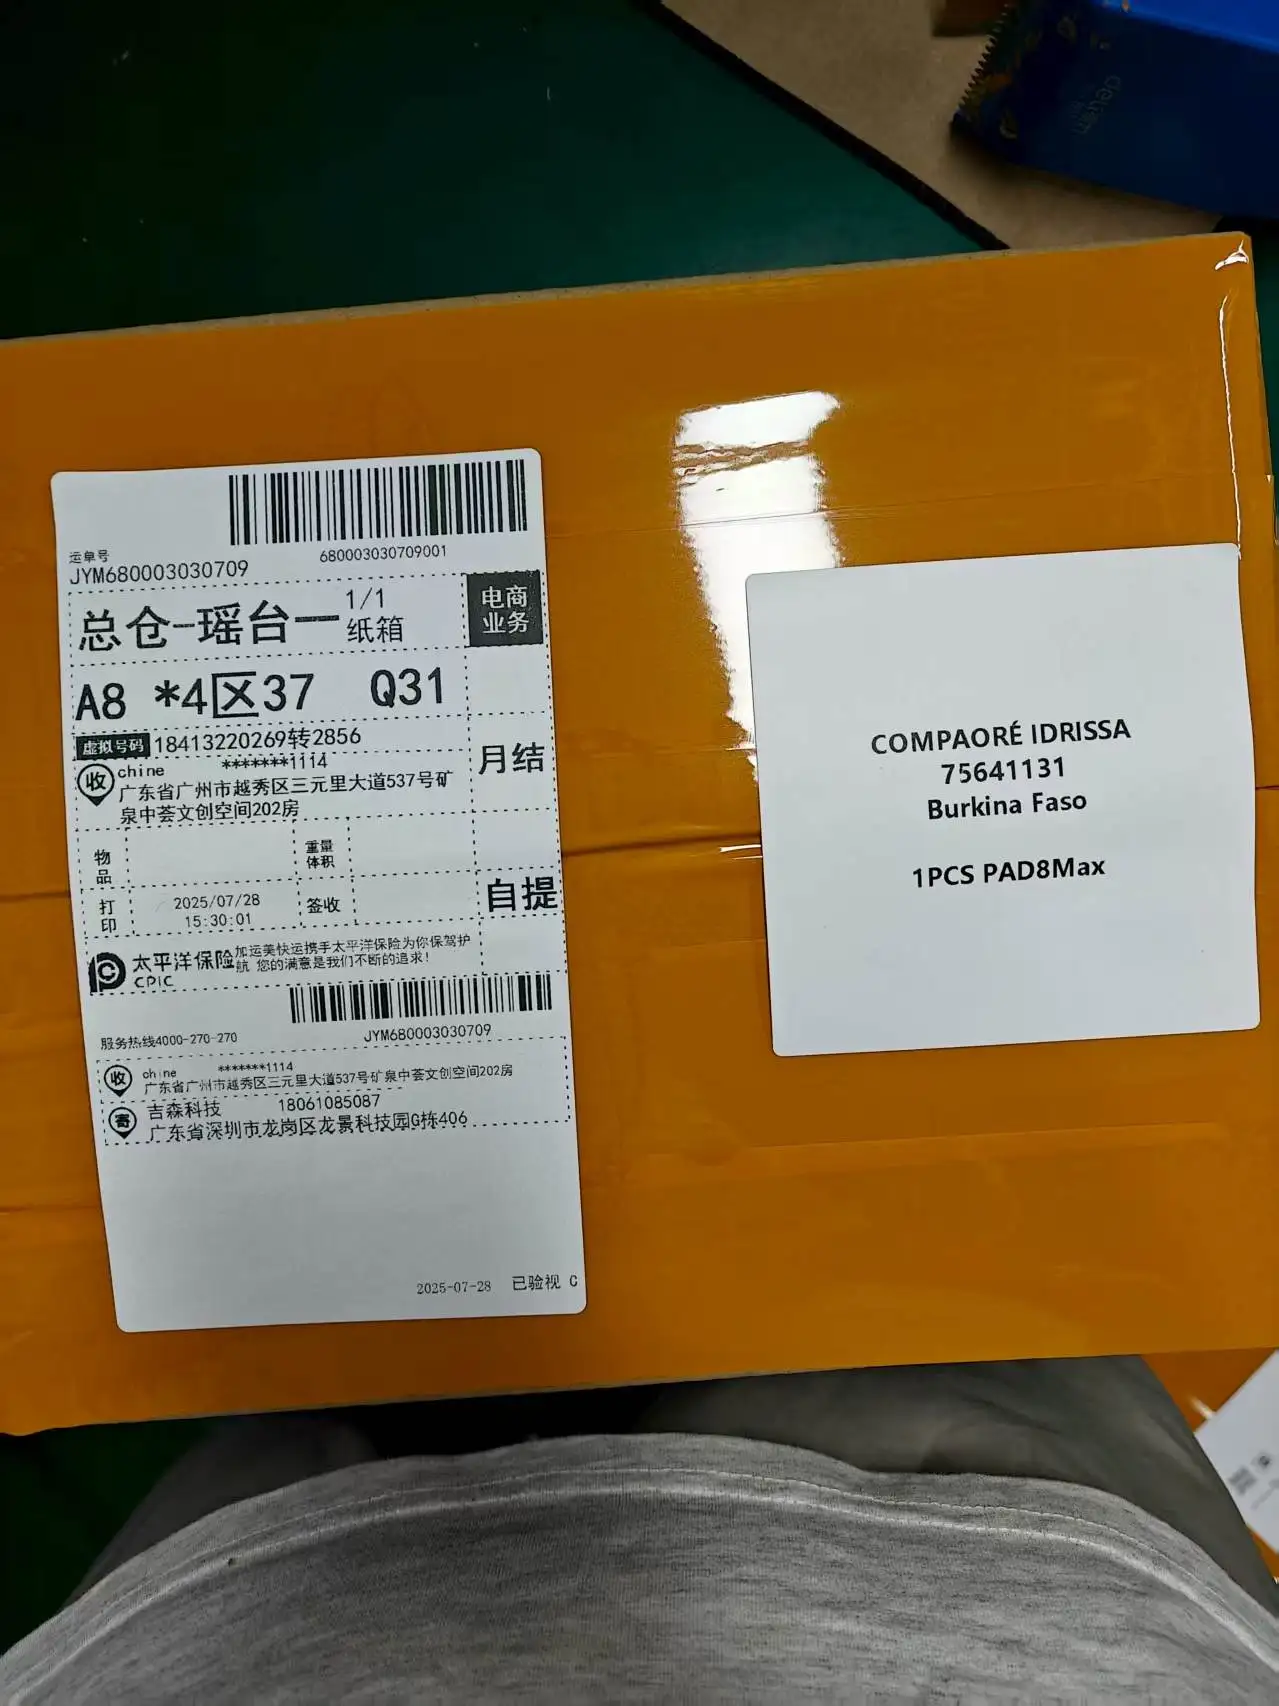 deli
680003030709001
运单号
JYM680003030709
总仓-瑶台一
1/1
纸箱
电商
业务
A8 *4区37 Q31
虚拟号码 18413220269转2856
收 chine *******1114
广东省广州市越秀区三元里大道537号矿
泉中荟文创空间202房
月结
物
品
重量
体积
打
印
2025/07/28
15:30:01
签收
自提
太平洋保险
CPIC
加运美快运携手太平洋保险为你保驾护
航 您的满意是我们不断的追求!
服务热线4000-270-270
JYM680003030709
收 chine *******1114
广东省广州市越秀区三元里大道537号矿泉中荟文创空间202房
寄 吉森科技 18061085087
广东省深圳市龙岗区龙景科技园G栋406
2025-07-28 已验视 C
COMPAORÉ IDRISSA
75641131
Burkina Faso
1PCS PAD8Max